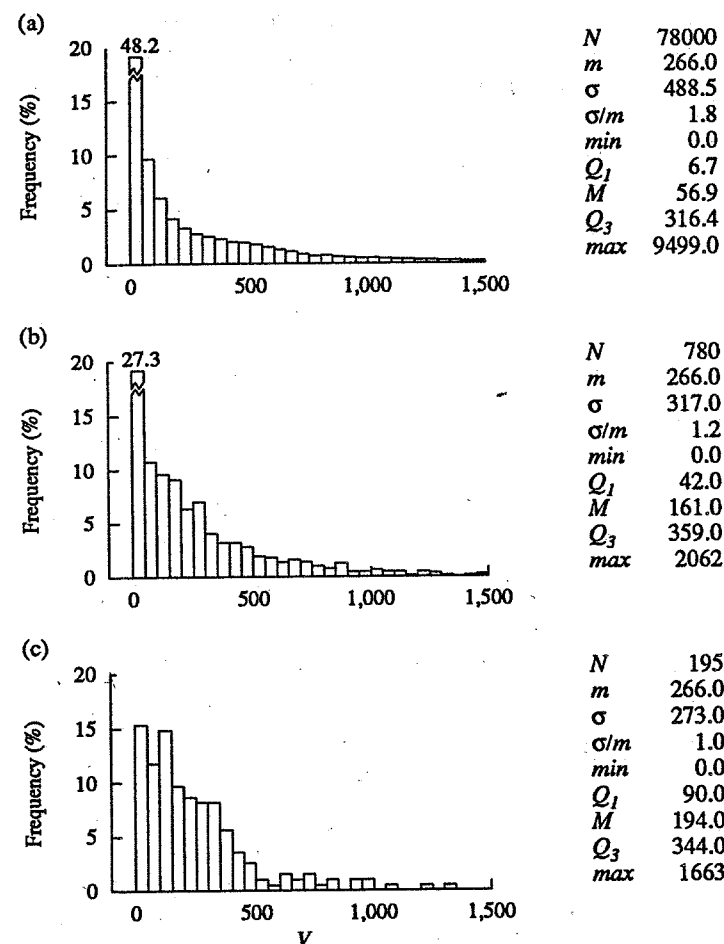 (a)
48.2
20
15
10
5
0
Frequency (%)
0 500 1,000 1,500
N 78000
m 266.0
σ 488.5
σ/m 1.8
min 0.0
Q1 6.7
M 56.9
Q3 316.4
max 9499.0
(b)
27.3
20
15
10
5
0
Frequency (%)
0 500 1,000 1,500
N 780
m 266.0
σ 317.0
σ/m 1.2
min 0.0
Q1 42.0
M 161.0
Q3 359.0
max 2062
(c)
20
15
10
5
0
Frequency (%)
0 500 1,000 1,500
V
N 195
m 266.0
σ 273.0
σ/m 1.0
min 0.0
Q1 90.0
M 194.0
Q3 344.0
max 1663